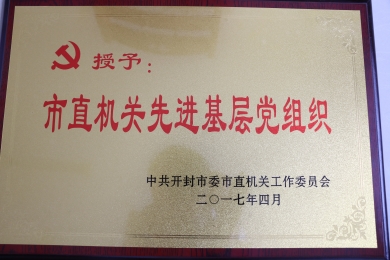 授予:
市直机关先进基层党组织
中共开封市委市直机关工作委员会
二〇一七年四月